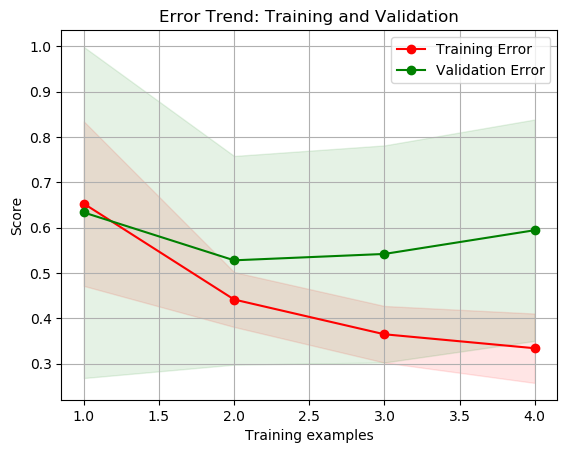 Error Trend: Training and Validation
Training Error
Validation Error
Score
1.0
0.9
0.8
0.7
0.6
0.5
0.4
0.3
1.0 1.5 2.0 2.5 3.0 3.5 4.0
Training examples